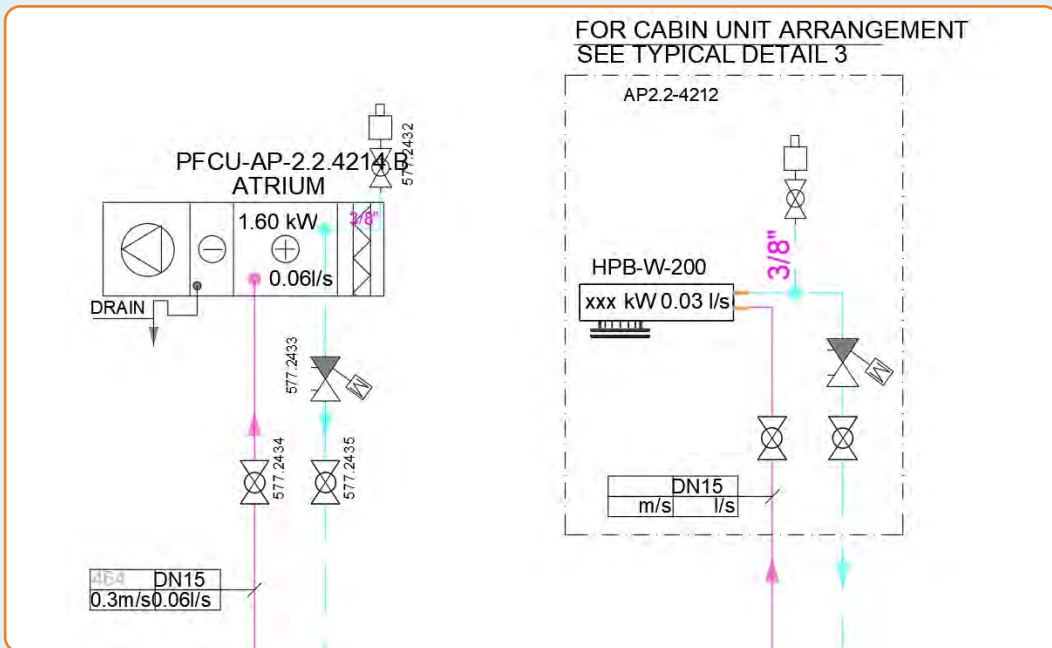 FOR CABIN UNIT ARRANGEMENT
SEE TYPICAL DETAIL 3
AP2.2-4212
577.2432
PFCU-AP-2.2.4214.B
ATRIUM
1.60 kW
3/8"
0.06l/s
DRAIN
577.2433
577.2434
577.2435
464 DN15
0.3m/s 0.06l/s
3/8"
HPB-W-200
xxx kW 0.03 l/s
DN15
m/s l/s
M
M